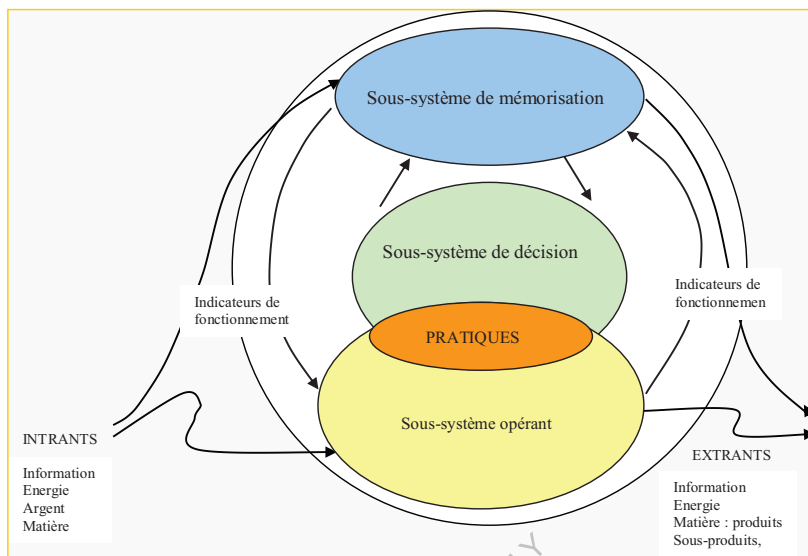 Sous-système de mémorisation
Sous-système de décision
Indicateurs de
fonctionnement
Indicateurs de
fonctionnemen
PRATIQUES
Sous-système opérant
INTRANTS
Information
Energie
Argent
Matière
EXTRANTS
Information
Energie
Matière : produits
Sous-produits,